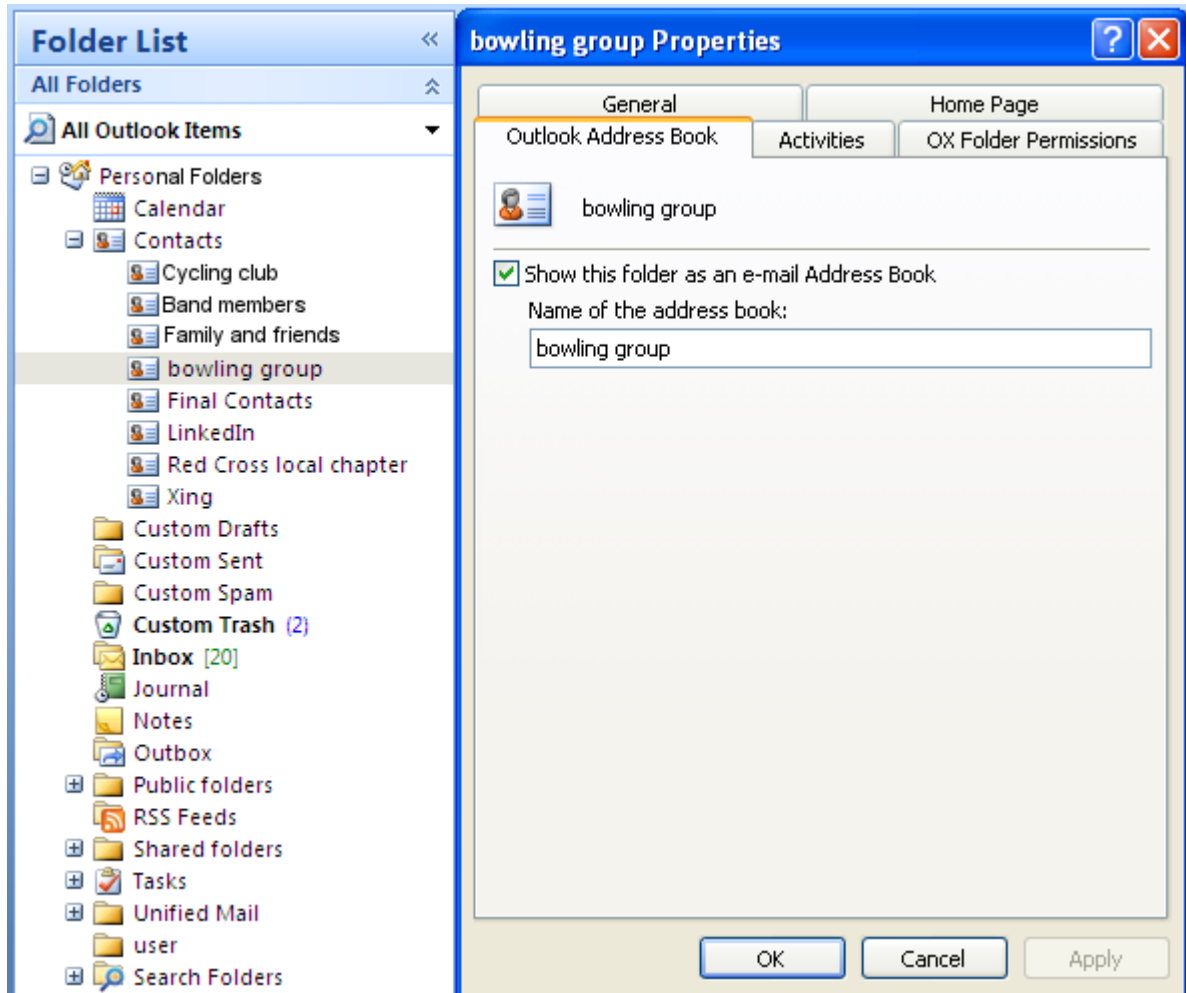 Folder List
All Folders
All Outlook Items
Personal Folders
Calendar
Contacts
Cycling club
Band members
Family and friends
bowling group
Final Contacts
LinkedIn
Red Cross local chapter
Xing
Custom Drafts
Custom Sent
Custom Spam
Custom Trash (2)
Inbox [20]
Journal
Notes
Outbox
Public folders
RSS Feeds
Shared folders
Tasks
Unified Mail
user
Search Folders
bowling group Properties
General Home Page
Outlook Address Book Activities OX Folder Permissions
bowling group
Show this folder as an e-mail Address Book
Name of the address book:
bowling group
OK Cancel Apply